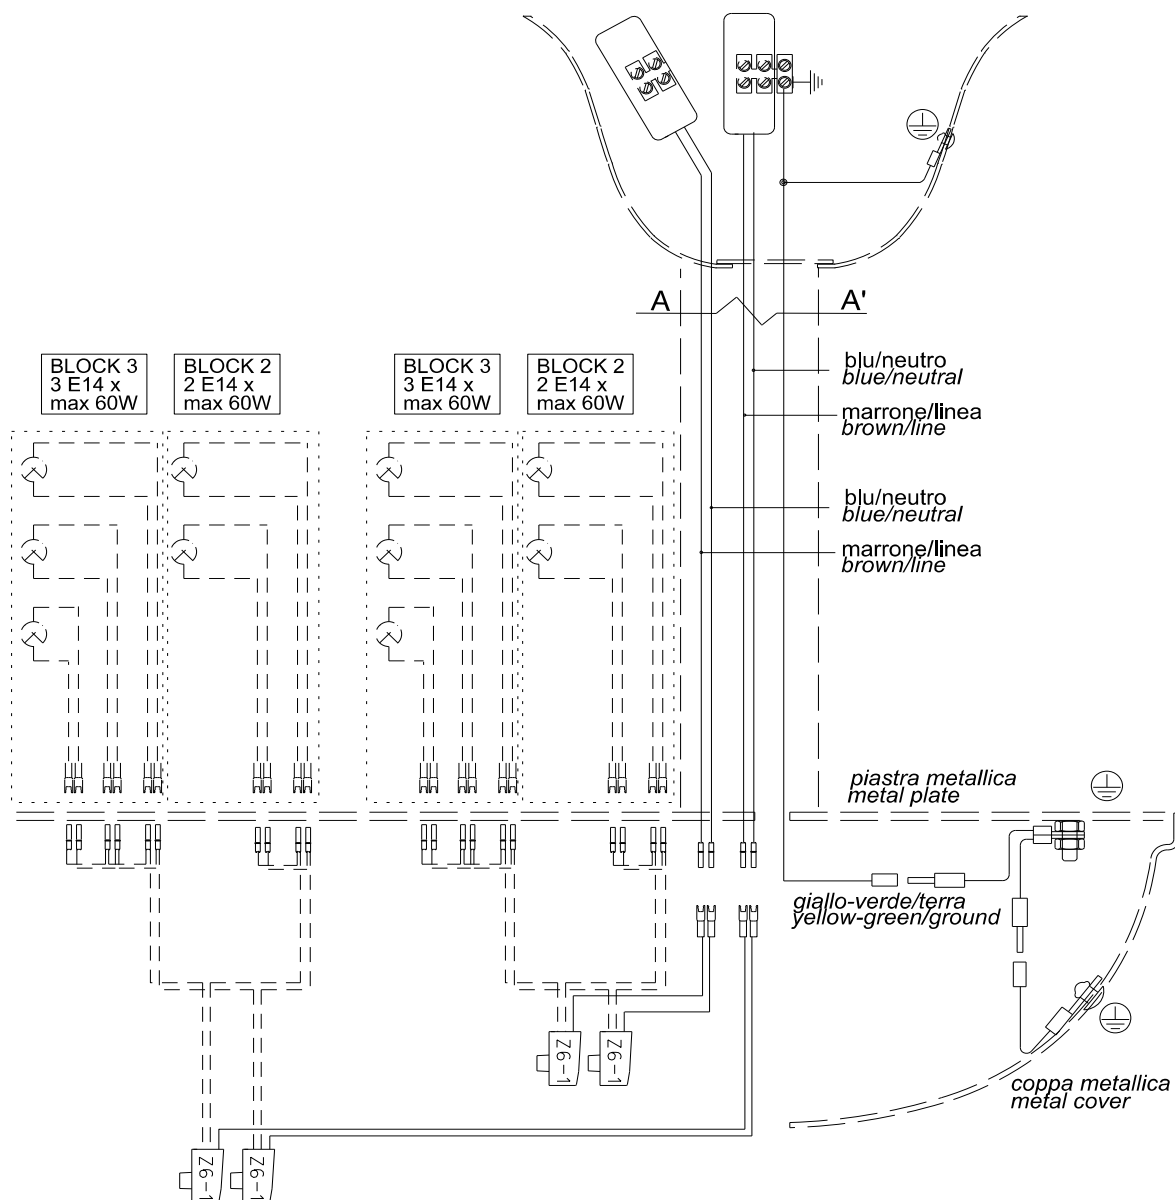 A
A'
BLOCK 3
3 E14 x
max 60W
BLOCK 2
2 E14 x
max 60W
BLOCK 3
3 E14 x
max 60W
BLOCK 2
2 E14 x
max 60W
blu/neutro
blue/neutral
marrone/linea
brown/line
blu/neutro
blue/neutral
marrone/linea
brown/line
piastra metallica
metal plate
giallo-verde/terra
yellow-green/ground
Z6-1
Z6-1
coppa metallica
metal cover
Z6-1
Z6-1